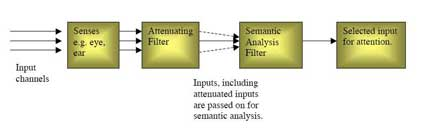 Senses
e.g. eye,
ear
Attenuating
Filter
Semantic
Analysis
Filter
Selected input
for attention.
Input
channels
Inputs, including
attenuated inputs
are passed on for
semantic analysis.